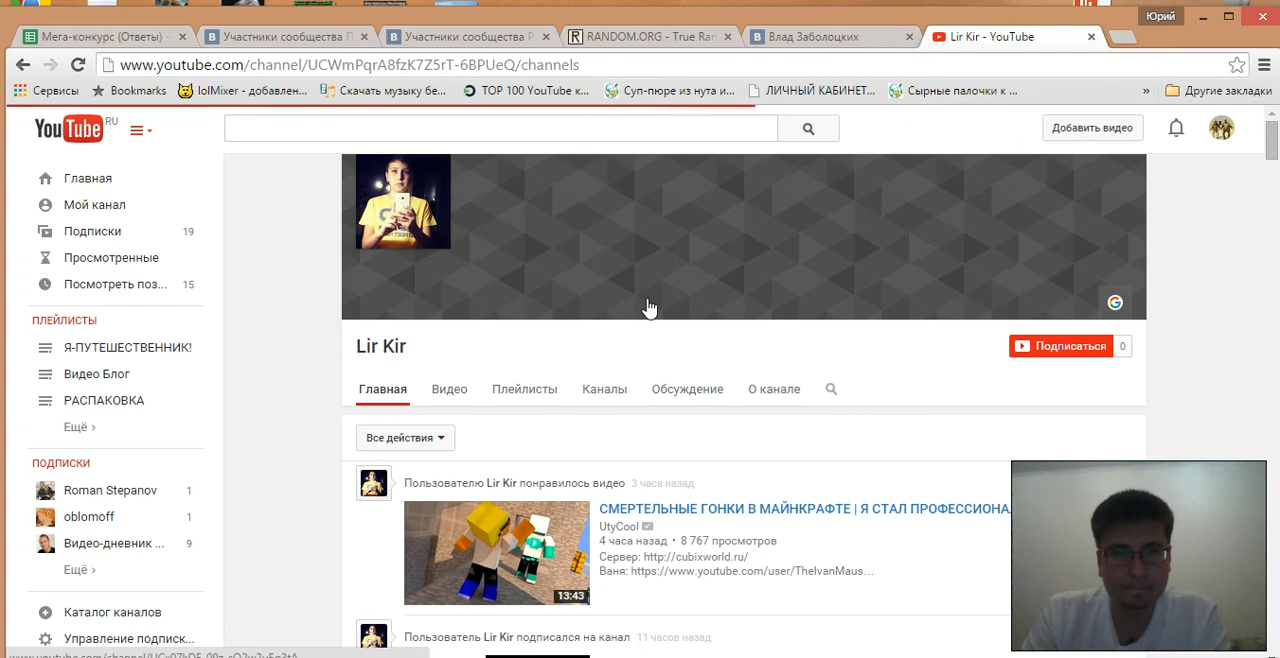 Юрий
Мега-конкурс (Ответы) -
Участники сообщества П
Участники сообщества Р
RANDOM.ORG - True Ran
Влад Заболоцких
Lir Kir - YouTube
www.youtube.com/channel/UCWmPqrA8fzK7Z5rT-6BPUeQ/channels
Сервисы
Bookmarks
lolMixer - добавлен...
Скачать музыку бе...
TOP 100 YouTube к...
Суп-пюре из нута и...
ЛИЧНЫЙ КАБИНЕТ...
Сырные палочки к ...
»
Другие закладки
YouTube RU
Добавить видео
Главная
Мой канал
Подписки 19
Просмотренные
Посмотреть поз... 15
ПЛЕЙЛИСТЫ
Я-ПУТЕШЕСТВЕННИК!
Видео Блог
РАСПАКОВКА
Ещё ›
ПОДПИСКИ
Roman Stepanov 1
oblomoff 1
Видео-дневник ... 9
Ещё ›
Каталог каналов
Управление подписк...
Lir Kir
Подписаться 0
Главная
Видео
Плейлисты
Каналы
Обсуждение
О канале
Все действия
Пользователю Lir Kir понравилось видео 3 часа назад
СМЕРТЕЛЬНЫЕ ГОНКИ В МАЙНКРАФТЕ | Я СТАЛ ПРОФЕССИОНА
UtyCool
4 часа назад • 8 767 просмотров
Сервер: http://cubixworld.ru/
Ваня: https://www.youtube.com/user/TheIvanMaus...
13:43
Пользователь Lir Kir подписался на канал 11 часов назад